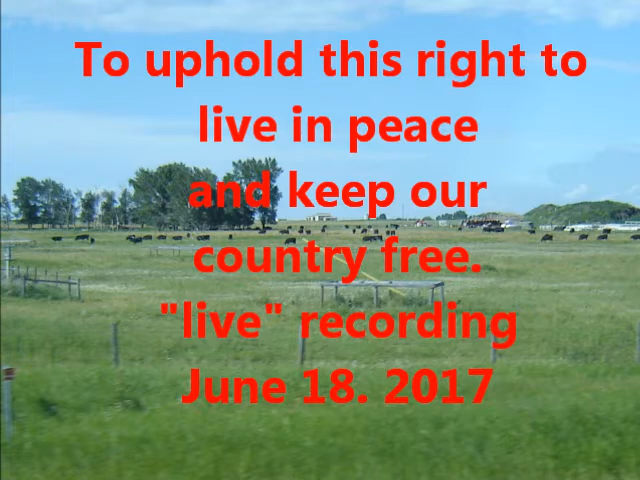 To uphold this right to
live in peace
and keep our
country free.
"live" recording
June 18. 2017